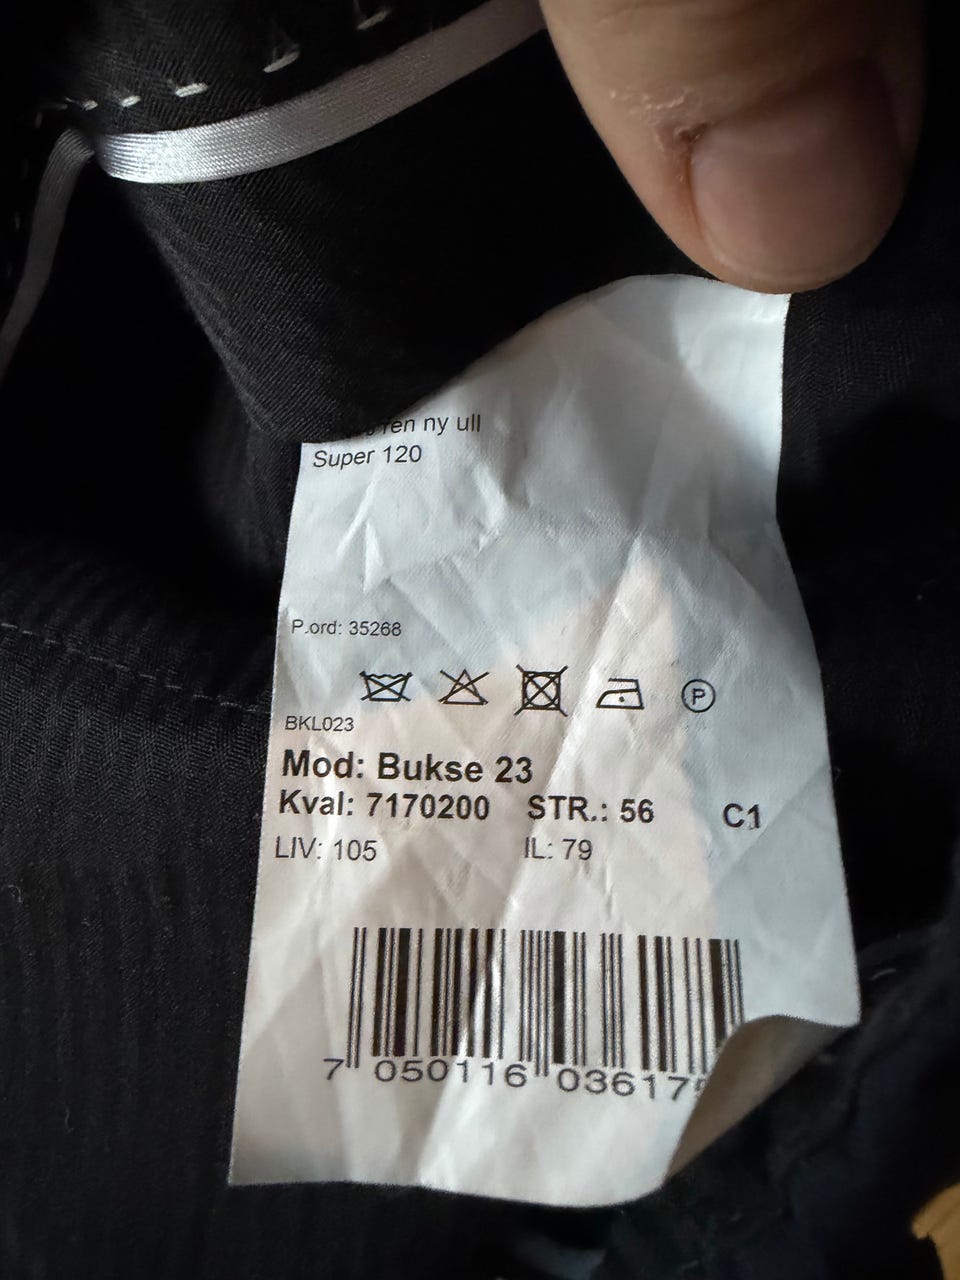 ren ny ull
Super 120
P.ord: 35268
P
BKL023
Mod: Bukse 23
Kval: 7170200 STR.: 56 C1
LIV: 105 IL: 79
7 050116 03617